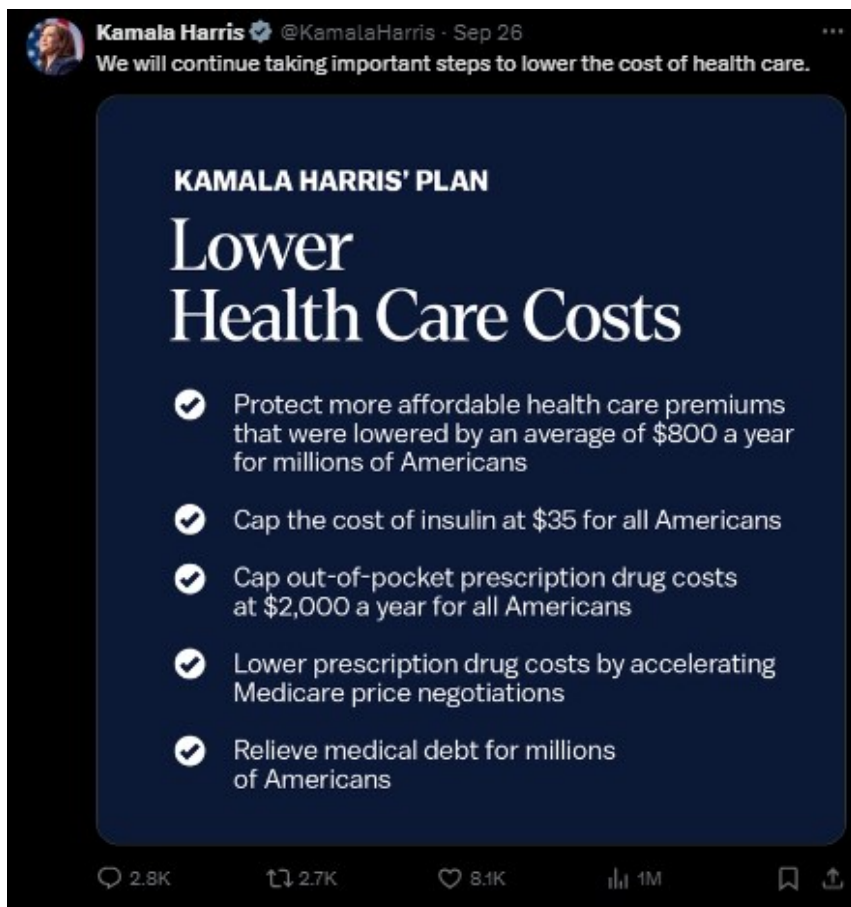 Kamala Harris @KamalaHarris · Sep 26
We will continue taking important steps to lower the cost of health care.
KAMALA HARRIS' PLAN
Lower
Health Care Costs
Protect more affordable health care premiums
that were lowered by an average of $800 a year
for millions of Americans
Cap the cost of insulin at $35 for all Americans
Cap out-of-pocket prescription drug costs
at $2,000 a year for all Americans
Lower prescription drug costs by accelerating
Medicare price negotiations
Relieve medical debt for millions
of Americans
2.8K 2.7K 8.1K 1M